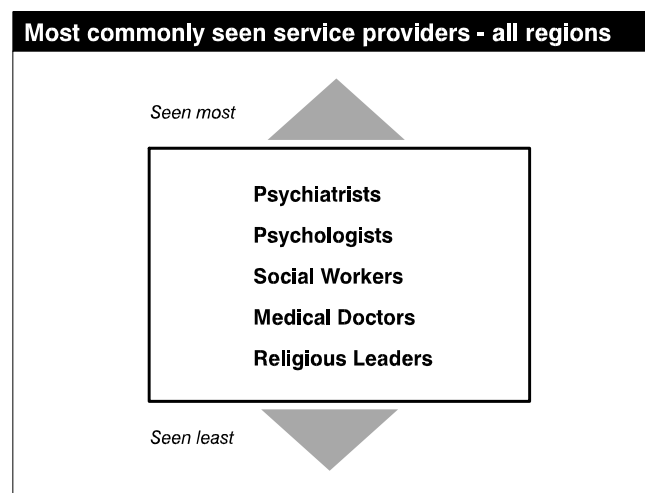 Most commonly seen service providers - all regions
Seen most
Psychiatrists
Psychologists
Social Workers
Medical Doctors
Religious Leaders
Seen least